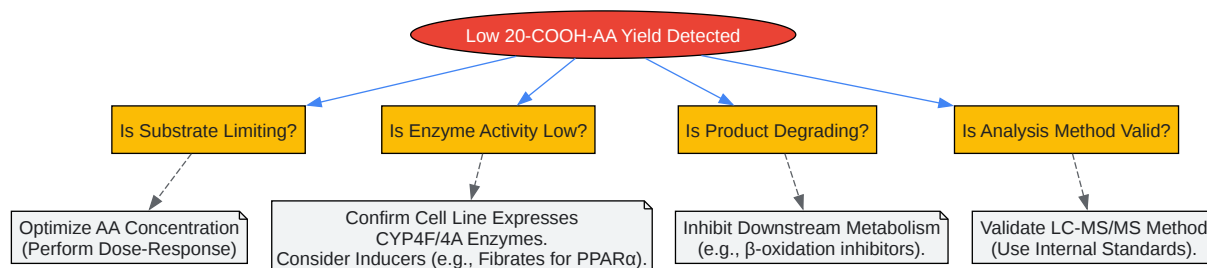 Low 20-COOH-AA Yield Detected
Is Substrate Limiting?
Is Enzyme Activity Low?
Is Product Degrading?
Is Analysis Method Valid?
Optimize AA Concentration
(Perform Dose-Response)
Confirm Cell Line Expresses
CYP4F/4A Enzymes.
Consider Inducers (e.g., Fibrates for PPARα).
Inhibit Downstream Metabolism
(e.g., β-oxidation inhibitors).
Validate LC-MS/MS Method
(Use Internal Standards).